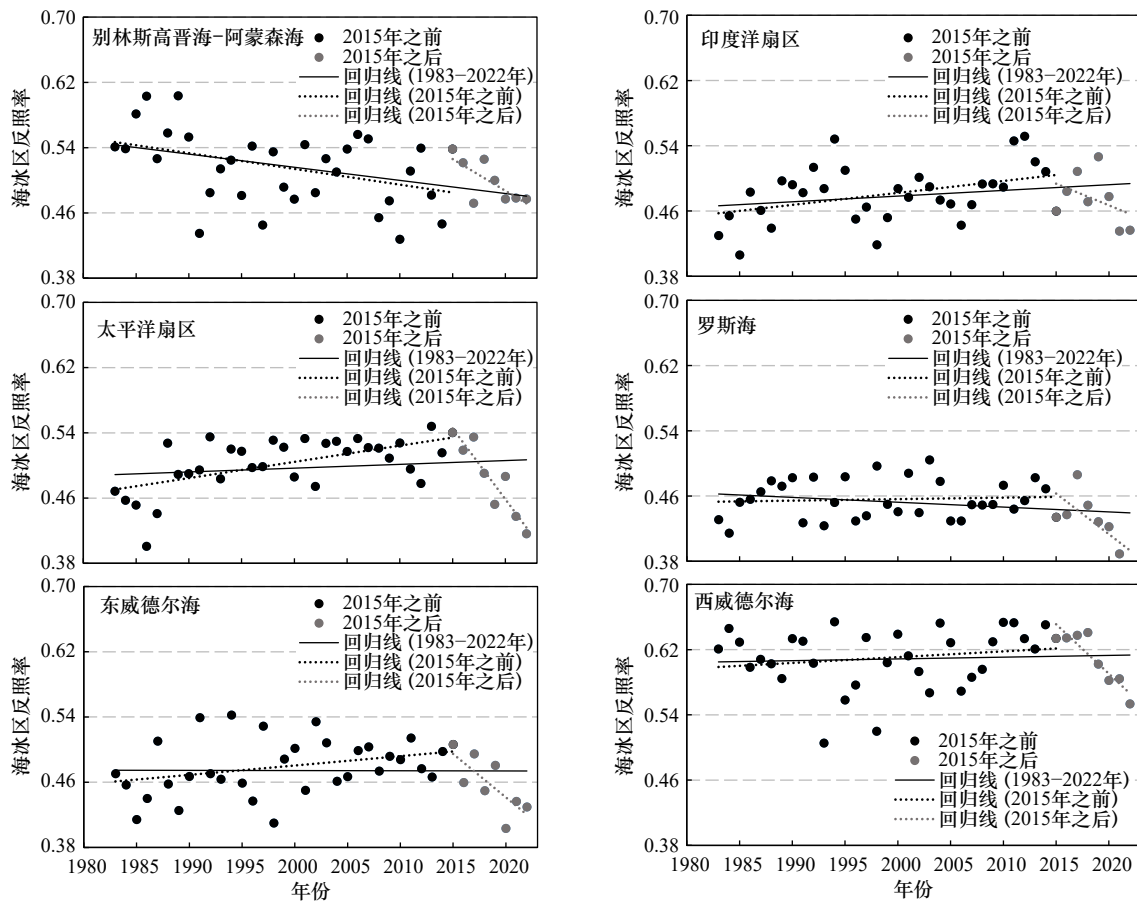 0.70
0.62
0.54
0.46
0.38
海冰区反照率
别林斯高晋海-阿蒙森海
2015年之前
2015年之后
回归线 (1983-2022年)
回归线 (2015年之前)
回归线 (2015年之后)
0.70
0.62
0.54
0.46
0.38
海冰区反照率
印度洋扇区
2015年之前
2015年之后
回归线 (1983-2022年)
回归线 (2015年之前)
回归线 (2015年之后)
0.70
0.62
0.54
0.46
0.38
海冰区反照率
太平洋扇区
2015年之前
2015年之后
回归线 (1983-2022年)
回归线 (2015年之前)
回归线 (2015年之后)
0.70
0.62
0.54
0.46
0.38
海冰区反照率
罗斯海
2015年之前
2015年之后
回归线 (1983-2022年)
回归线 (2015年之前)
回归线 (2015年之后)
0.70
0.62
0.54
0.46
0.38
海冰区反照率
东威德尔海
2015年之前
2015年之后
回归线 (1983-2022年)
回归线 (2015年之前)
回归线 (2015年之后)
1980 1985 1990 1995 2000 2005 2010 2015 2020
年份
0.70
0.62
0.54
0.46
0.38
海冰区反照率
西威德尔海
2015年之前
2015年之后
回归线 (1983-2022年)
回归线 (2015年之前)
回归线 (2015年之后)
1980 1985 1990 1995 2000 2005 2010 2015 2020
年份